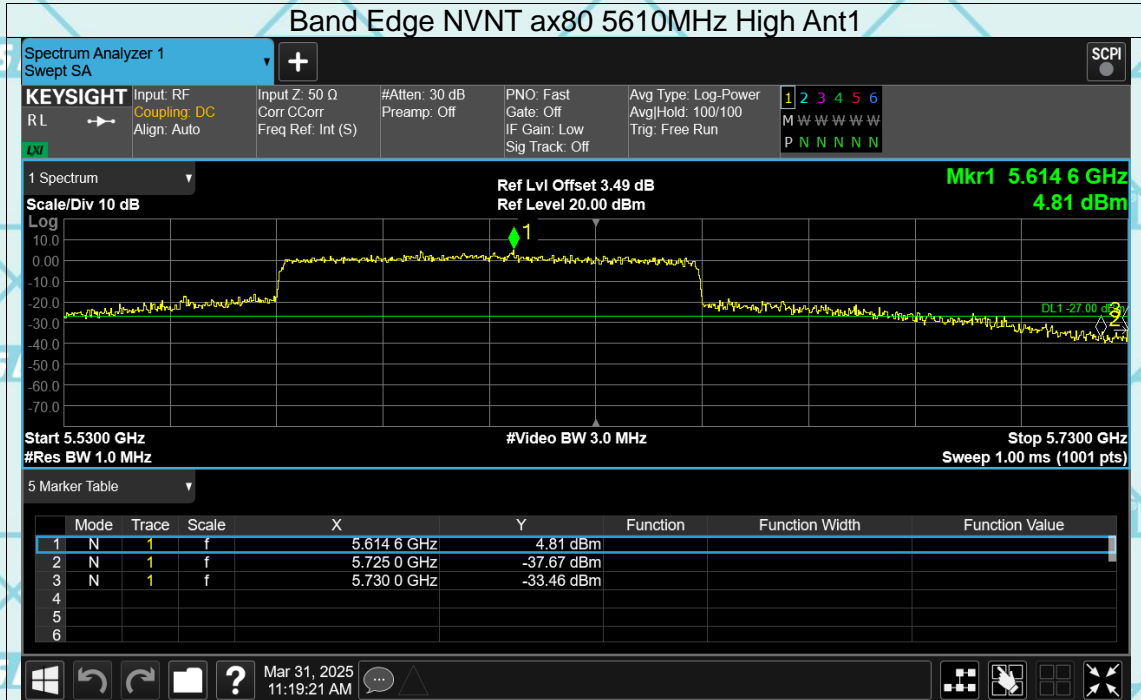 Band Edge NVNT ax80 5610MHz High Ant1
Spectrum Analyzer 1
Swept SA
▼
+
SCPI
KEYSIGHT
RL
LXI
Input: RF
Coupling: DC
Align: Auto
Input Z: 50 Ω
Corr CCorr
Freq Ref: Int (S)
#Atten: 30 dB
Preamp: Off
PNO: Fast
Gate: Off
IF Gain: Low
Sig Track: Off
Avg Type: Log-Power
Avg|Hold: 100/100
Trig: Free Run
1 2 3 4 5 6
M W W W W W
P N N N N N
1 Spectrum ▼
Scale/Div 10 dB
Ref Lvl Offset 3.49 dB
Ref Level 20.00 dBm
Mkr1 5.614 6 GHz
4.81 dBm
Log
10.0
0.00
-10.0
-20.0
-30.0
-40.0
-50.0
-60.0
-70.0
1
DL1 -27.00
3
2
Start 5.5300 GHz
#Res BW 1.0 MHz
#Video BW 3.0 MHz
Stop 5.7300 GHz
Sweep 1.00 ms (1001 pts)
5 Marker Table ▼
Mode Trace Scale X Y Function Function Width Function Value
1 N 1 f 5.614 6 GHz 4.81 dBm
2 N 1 f 5.725 0 GHz -37.67 dBm
3 N 1 f 5.730 0 GHz -33.46 dBm
4
5
6
?
Mar 31, 2025
11:19:21 AM